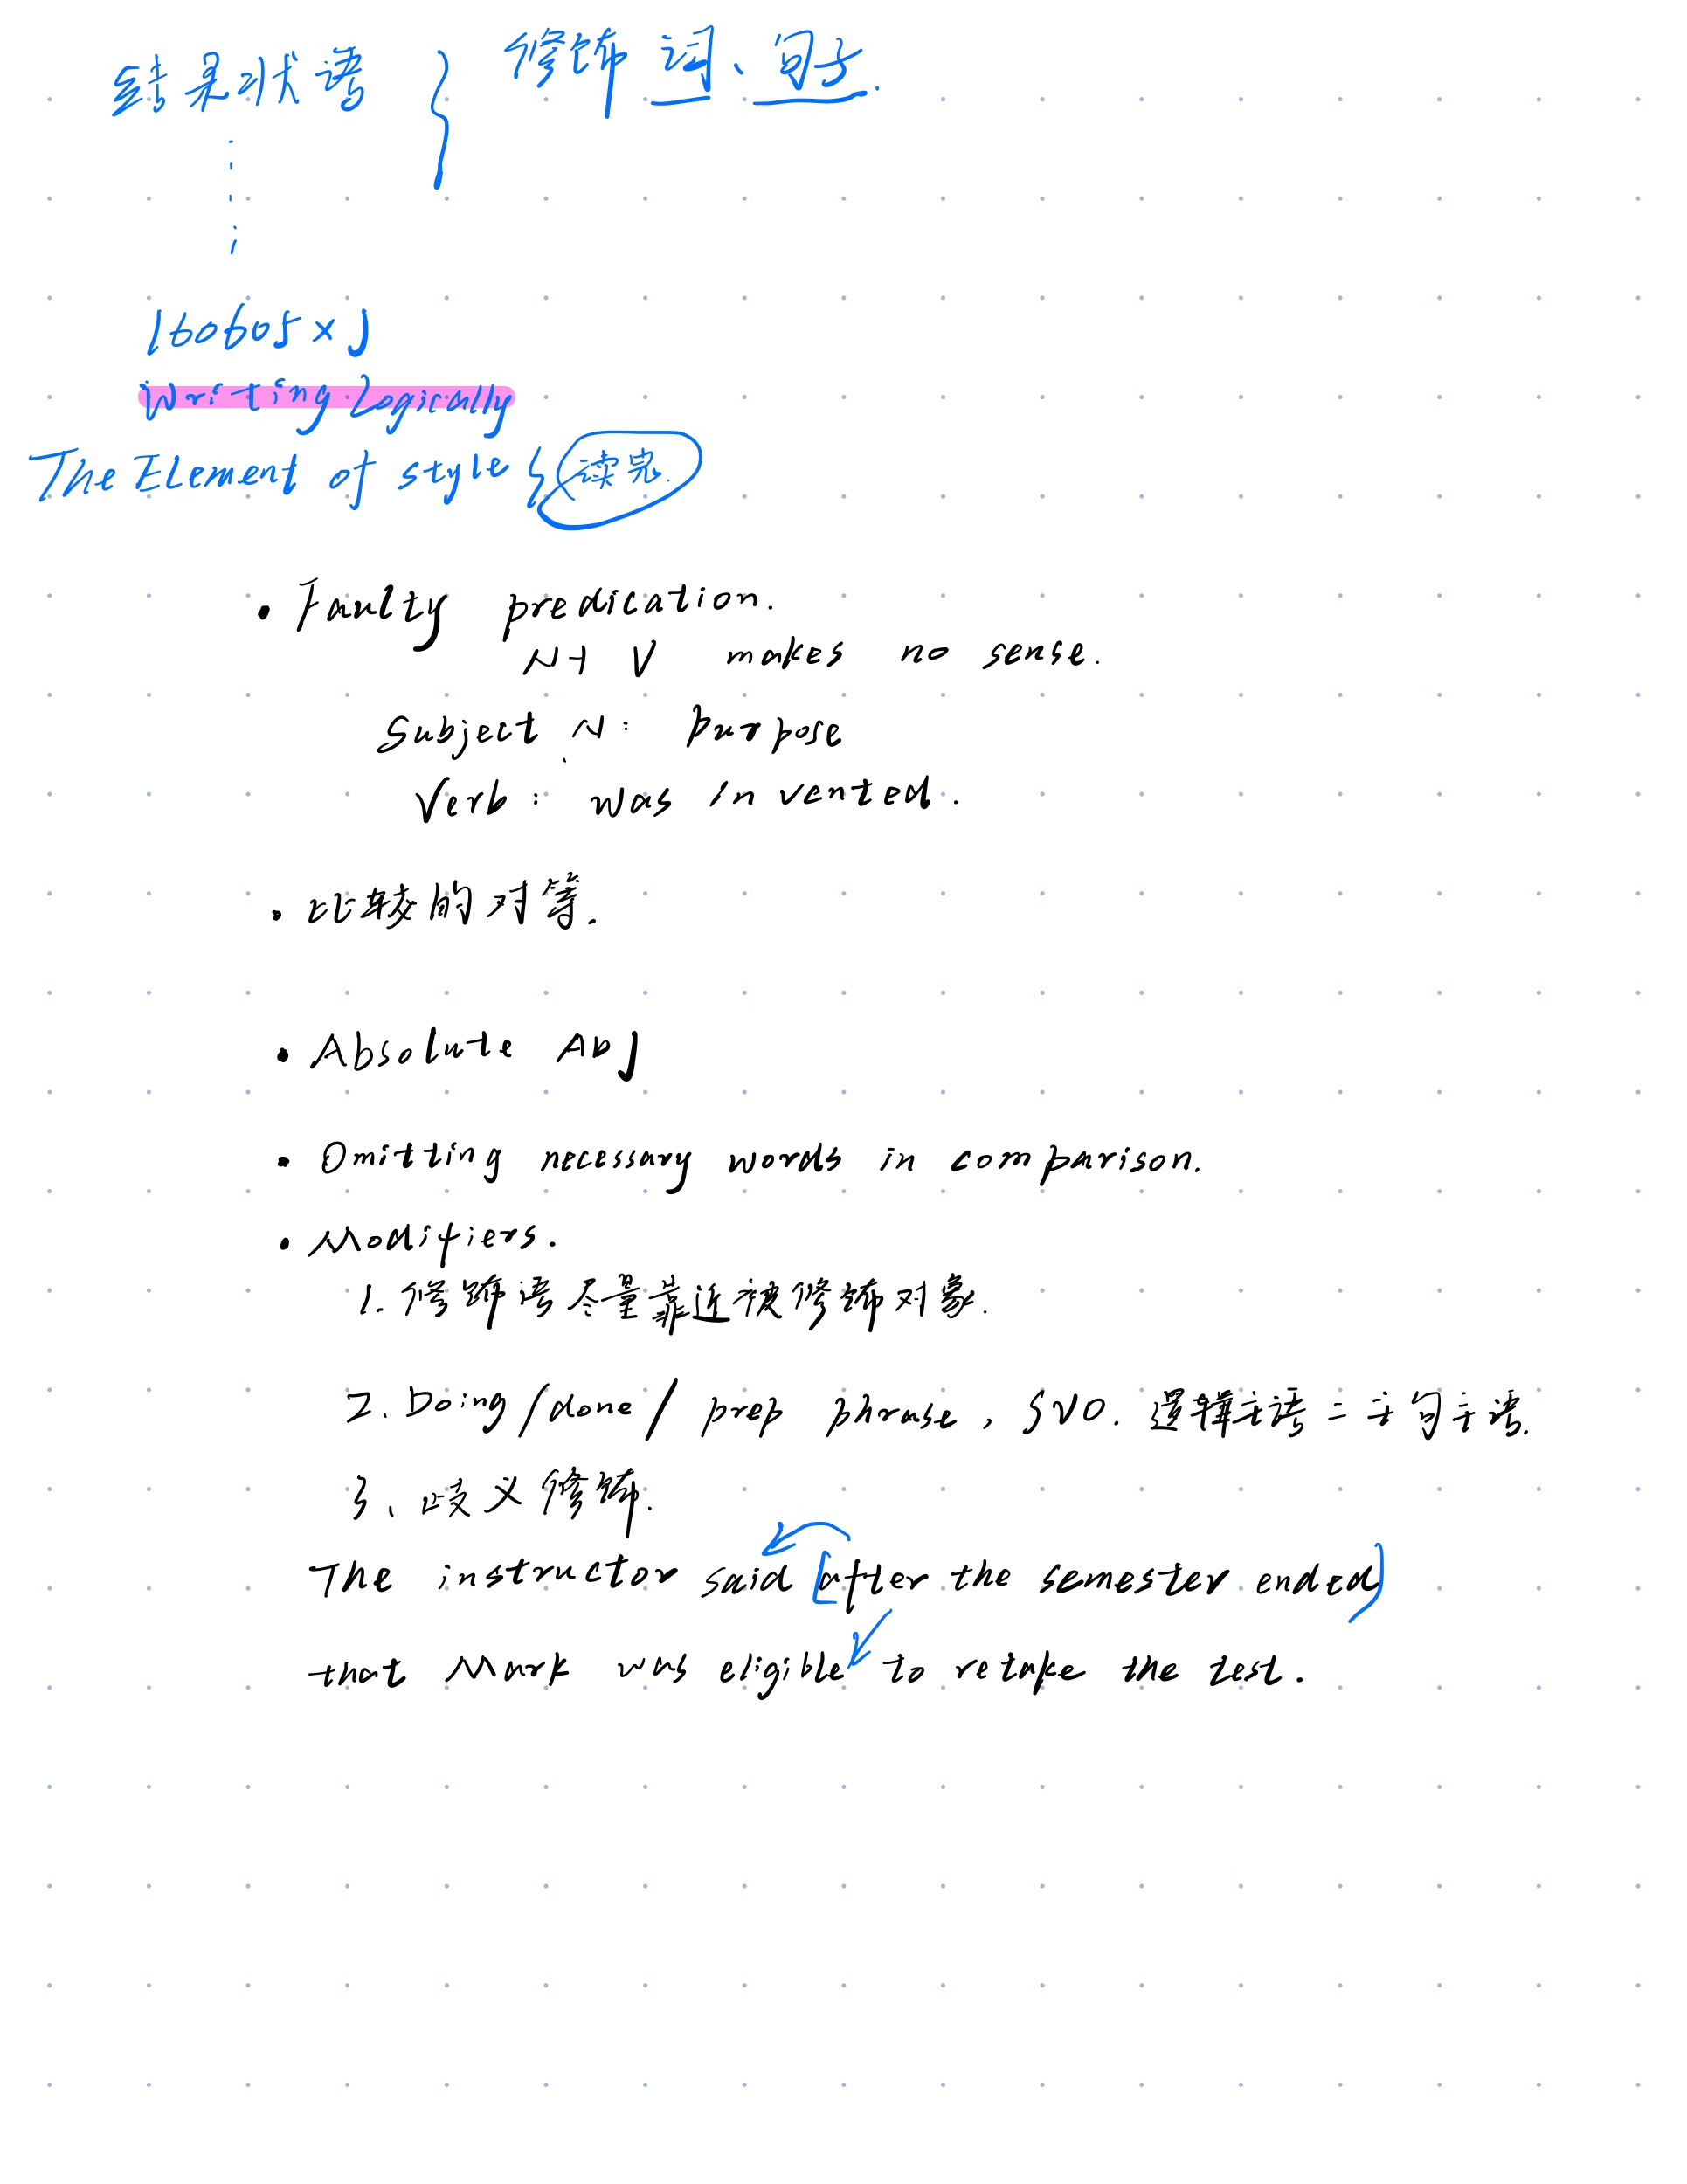 结果状语 { 修饰 词、句子.
160605xJ
Writing Logically
The Element of style { 读完.
• Faulty predication.
N+V makes no sense.
Subject N: purpose
Verb: was invented.
• 比较的对等.
• Absolute ADJ
• Omitting necessary words in comparison.
• Modifiers.
1. 修饰语尽量靠近被修饰对象.
2. Doing/done/prep phrase, SVO. 逻辑主语=主句主语.
3、歧义修饰.
The instructor said [after the semester ended]
that Mark was eligible to retake the test.